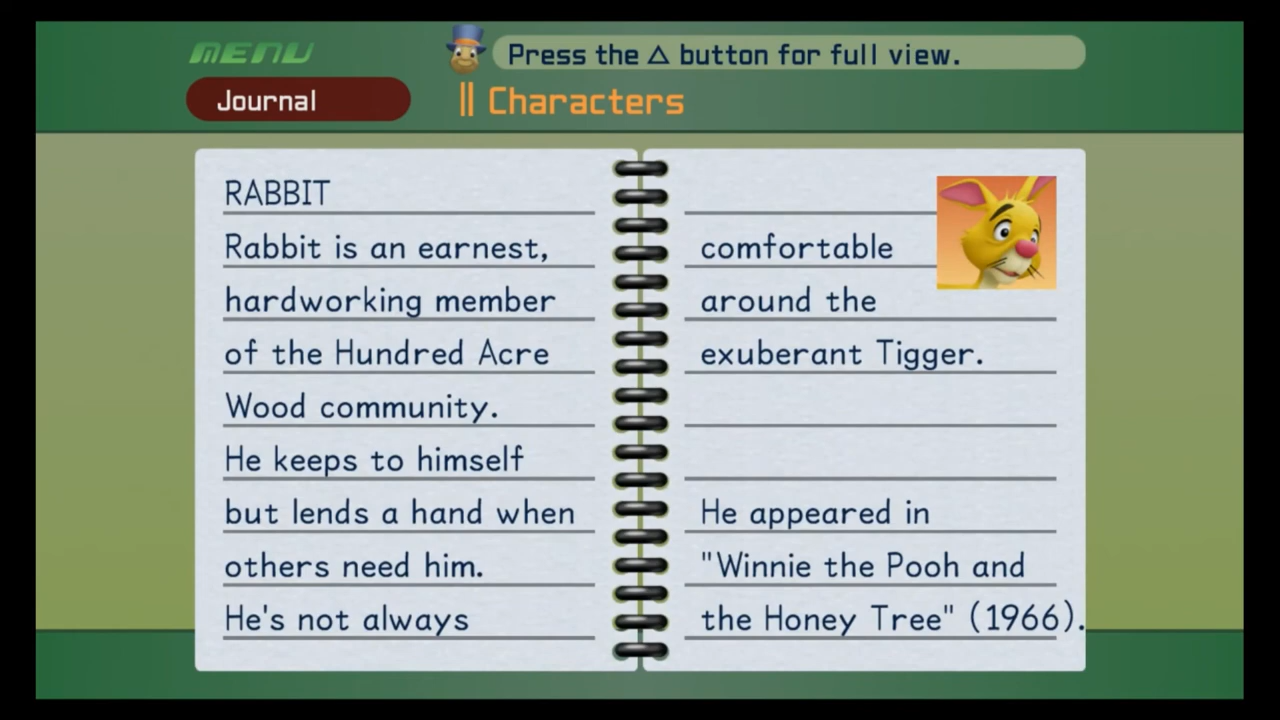 MENU
Press the △ button for full view.
Journal
|| Characters
RABBIT
Rabbit is an earnest,
hardworking member
of the Hundred Acre
Wood community.
He keeps to himself
but lends a hand when
others need him.
He's not always
comfortable
around the
exuberant Tigger.
He appeared in
"Winnie the Pooh and
the Honey Tree" (1966).